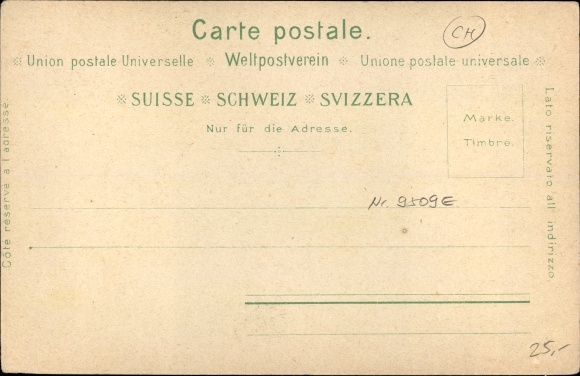 Carte postale.
CH
Union postale Universelle Weltpostverein Unione postale universale
SUISSE SCHWEIZ SVIZZERA
Nur für die Adresse.
Marke.
Timbre.
Côté réservé à l'adresse.
Lato riservato all' indirizzo.
Nr. 9509E
25,-